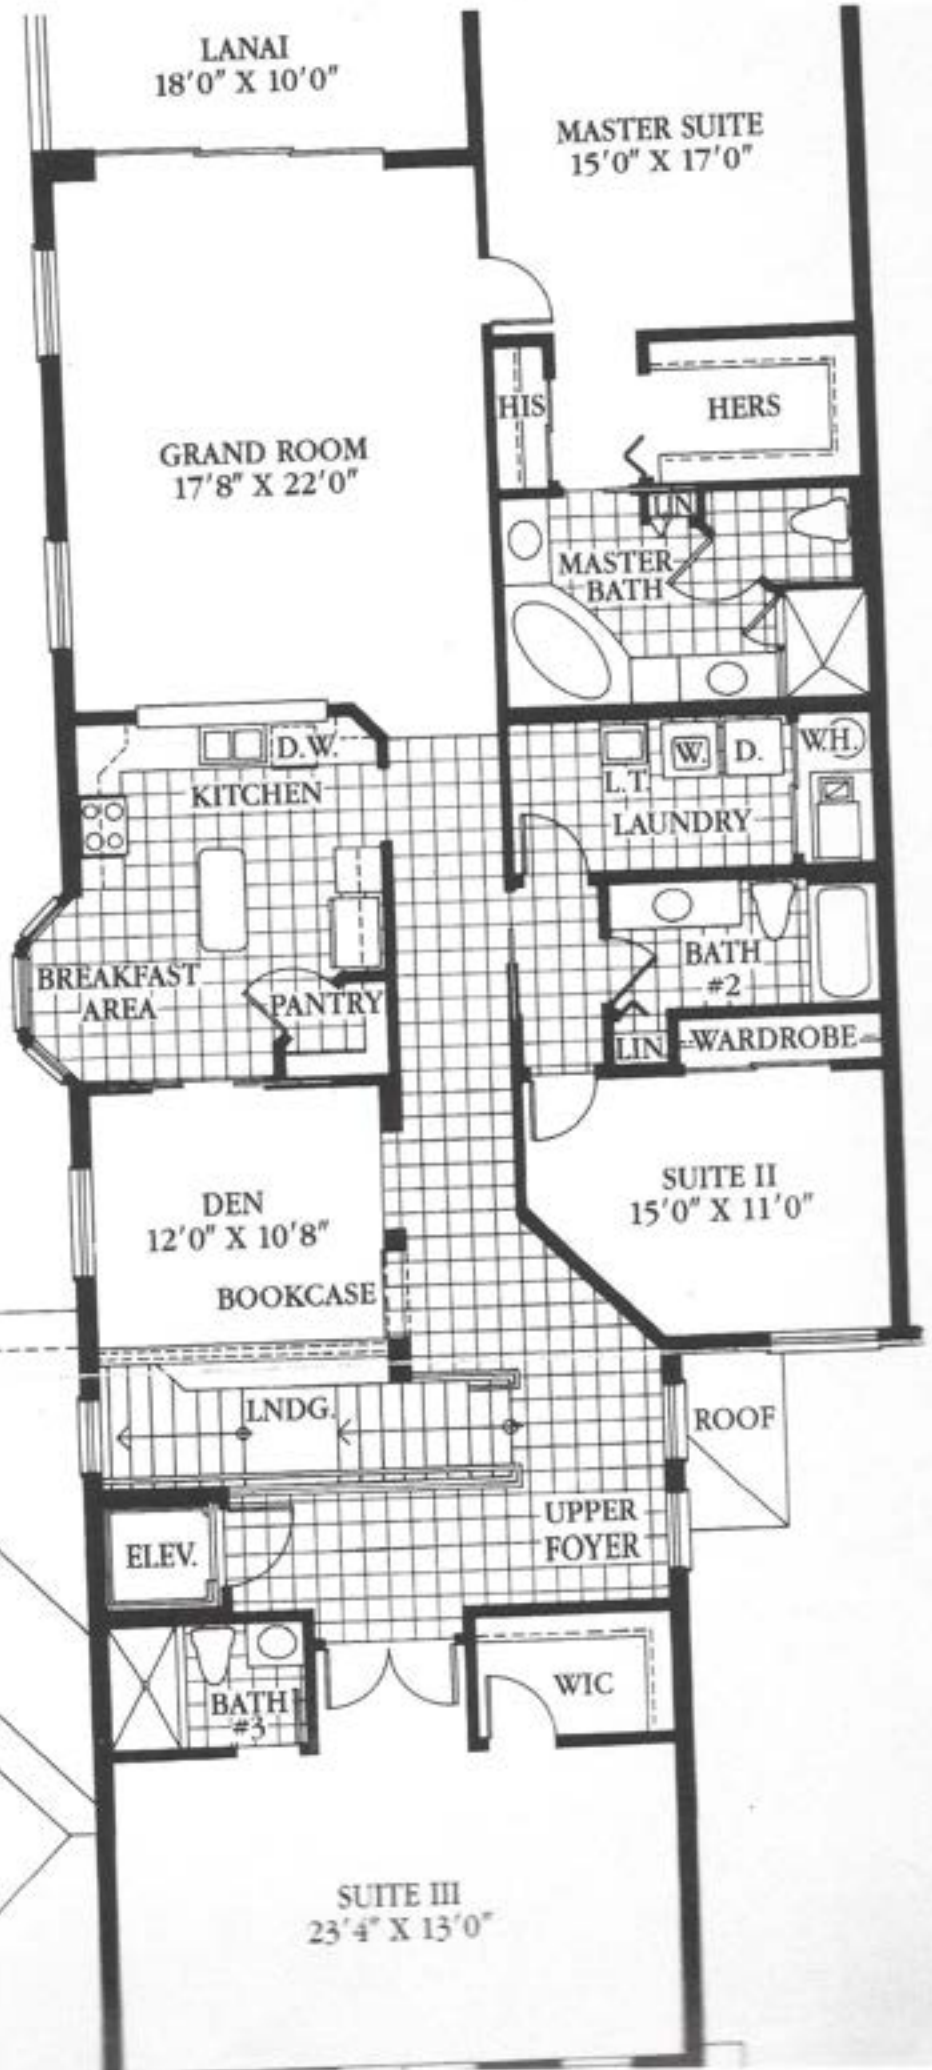 LANAI
18'0" X 10'0"
MASTER SUITE
15'0" X 17'0"
HIS
HERS
GRAND ROOM
17'8" X 22'0"
LIN
MASTER
BATH
D.W.
KITCHEN
L.T.
W.
D.
W.H.
LAUNDRY
BREAKFAST
AREA
PANTRY
BATH
#2
LIN
WARDROBE
DEN
12'0" X 10'8"
BOOKCASE
SUITE II
15'0" X 11'0"
LNDG.
ROOF
UPPER
FOYER
ELEV.
BATH
#3
WIC
SUITE III
23'4" X 13'0"